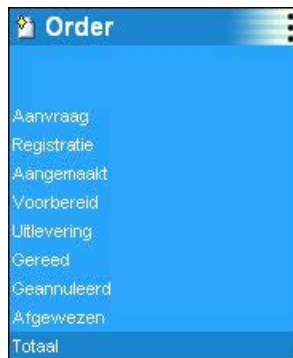 Order
Aanvraag
Registratie
Aangemaakt
Voorbereid
Uitlevering
Gereed
Geannuleerd
Afgewezen
Totaal